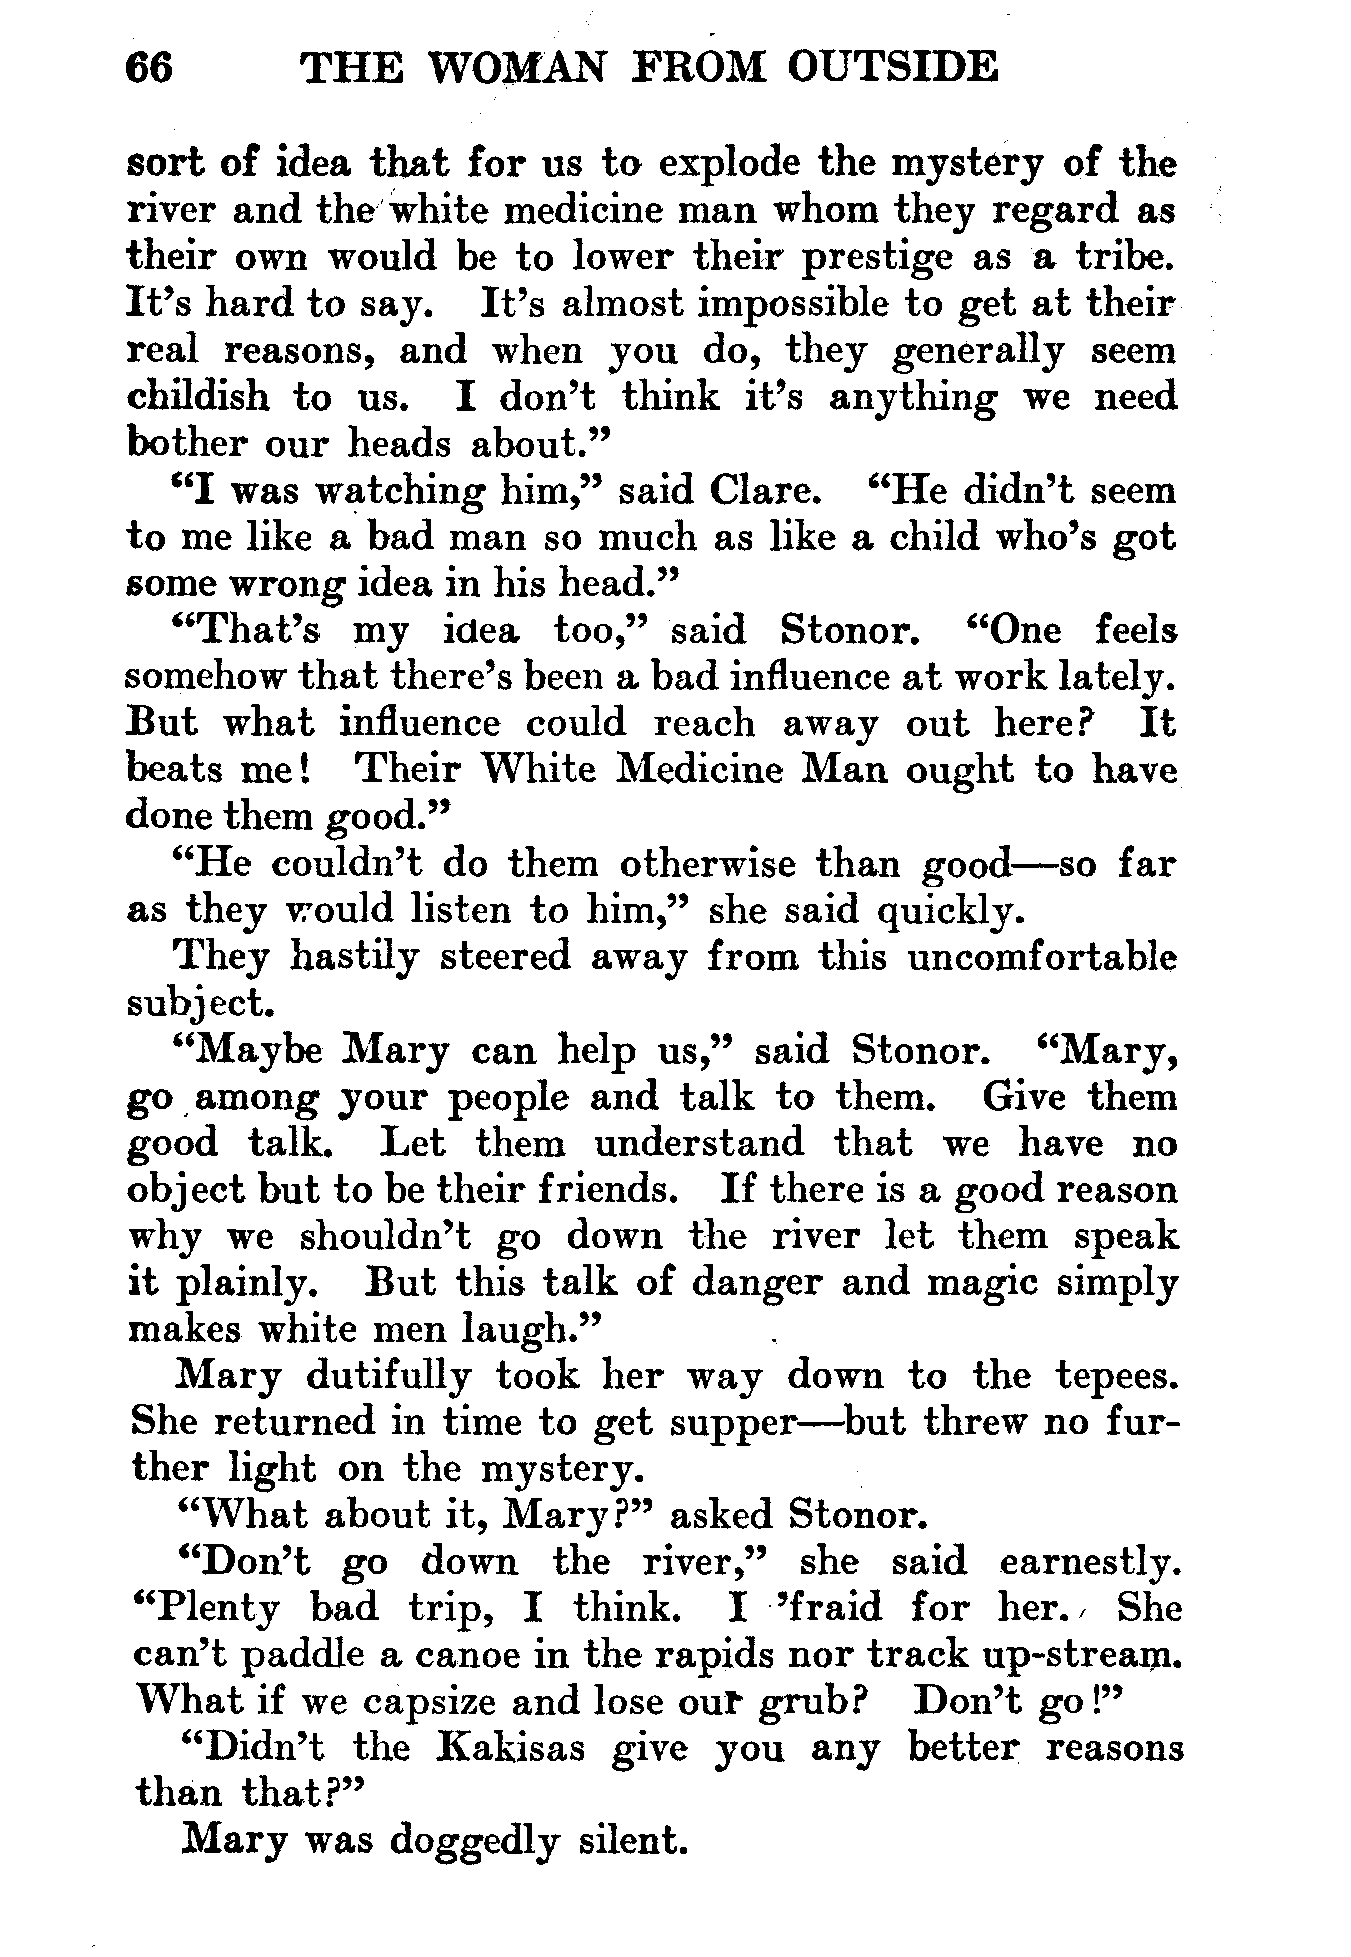 66 THE WOMAN FROM OUTSIDE
sort of idea that for us to explode the mystery of the
river and the white medicine man whom they regard as
their own would be to lower their prestige as a tribe.
It's hard to say. It's almost impossible to get at their
real reasons, and when you do, they generally seem
childish to us. I don't think it's anything we need
bother our heads about."
"I was watching him," said Clare. "He didn't seem
to me like a bad man so much as like a child who's got
some wrong idea in his head."
"That's my idea too," said Stonor. "One feels
somehow that there's been a bad influence at work lately.
But what influence could reach away out here? It
beats me! Their White Medicine Man ought to have
done them good."
"He couldn't do them otherwise than good—so far
as they would listen to him," she said quickly.
They hastily steered away from this uncomfortable
subject.
"Maybe Mary can help us," said Stonor. "Mary,
go among your people and talk to them. Give them
good talk. Let them understand that we have no
object but to be their friends. If there is a good reason
why we shouldn't go down the river let them speak
it plainly. But this talk of danger and magic simply
makes white men laugh."
Mary dutifully took her way down to the tepees.
She returned in time to get supper—but threw no fur-
ther light on the mystery.
"What about it, Mary?" asked Stonor.
"Don't go down the river," she said earnestly.
"Plenty bad trip, I think. I 'fraid for her. She
can't paddle a canoe in the rapids nor track up-stream.
What if we capsize and lose our grub? Don't go!"
"Didn't the Kakisas give you any better reasons
than that?"
Mary was doggedly silent.